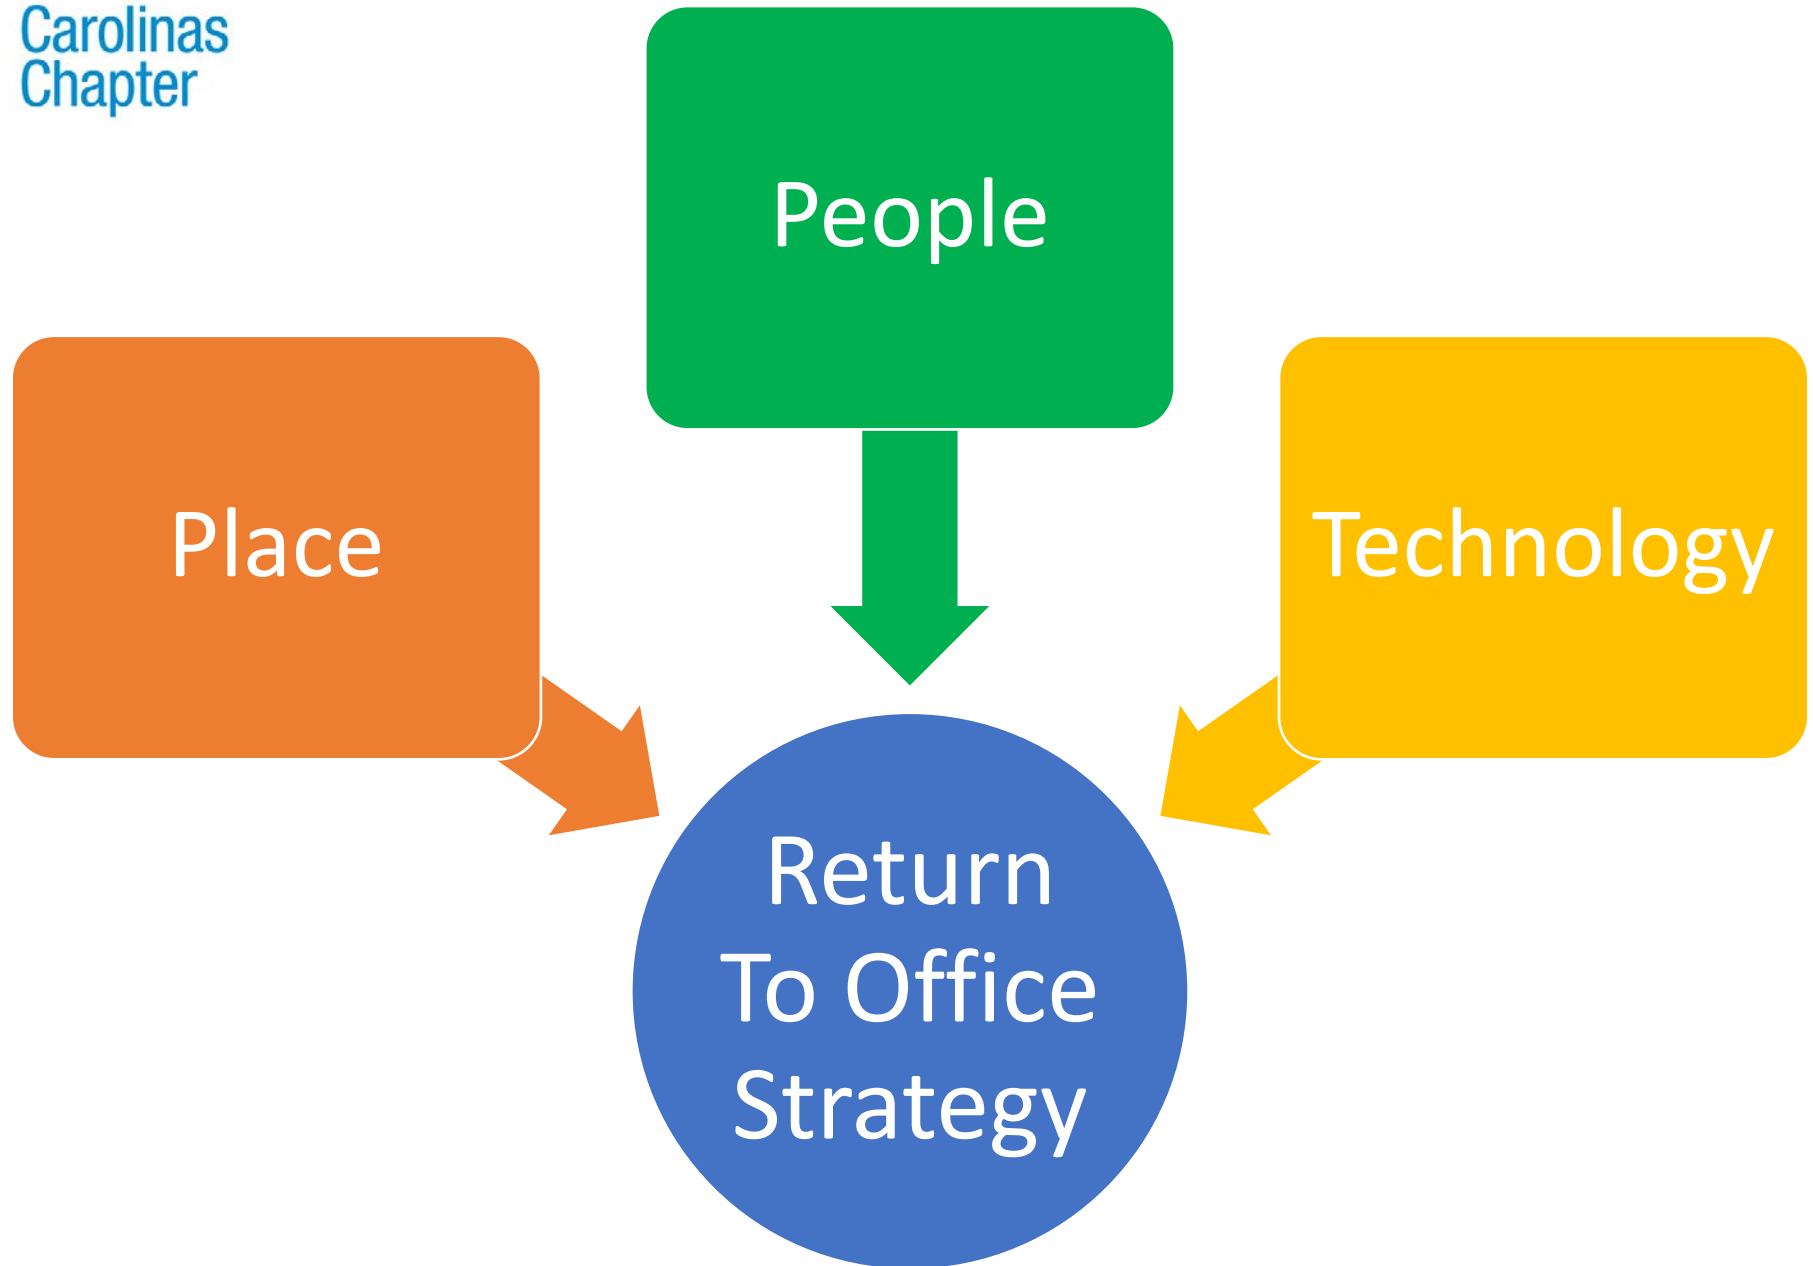 Carolinas
Chapter
People
Place
Technology
Return
To Office
Strategy